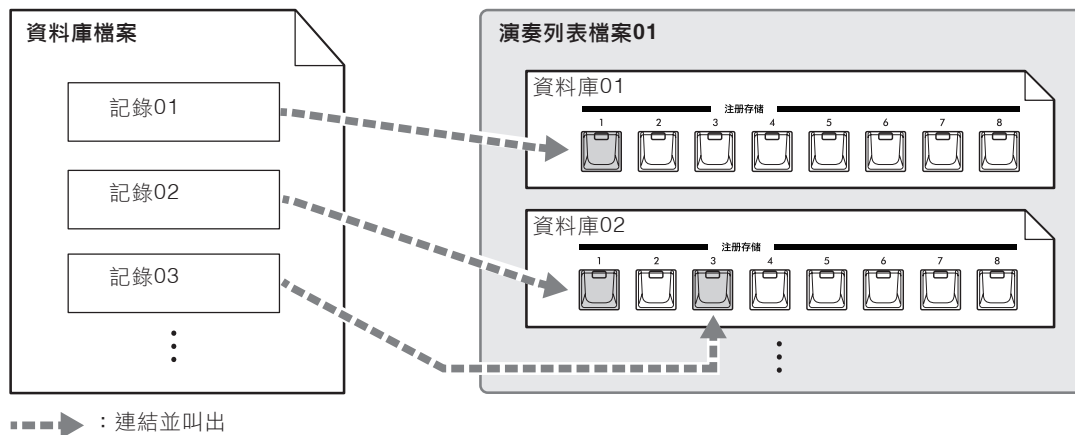 資料庫檔案
記錄01
記錄02
記錄03
演奏列表檔案01
資料庫01
注册存储
1 2 3 4 5 6 7 8
資料庫02
注册存储
1 2 3 4 5 6 7 8
：連結並叫出